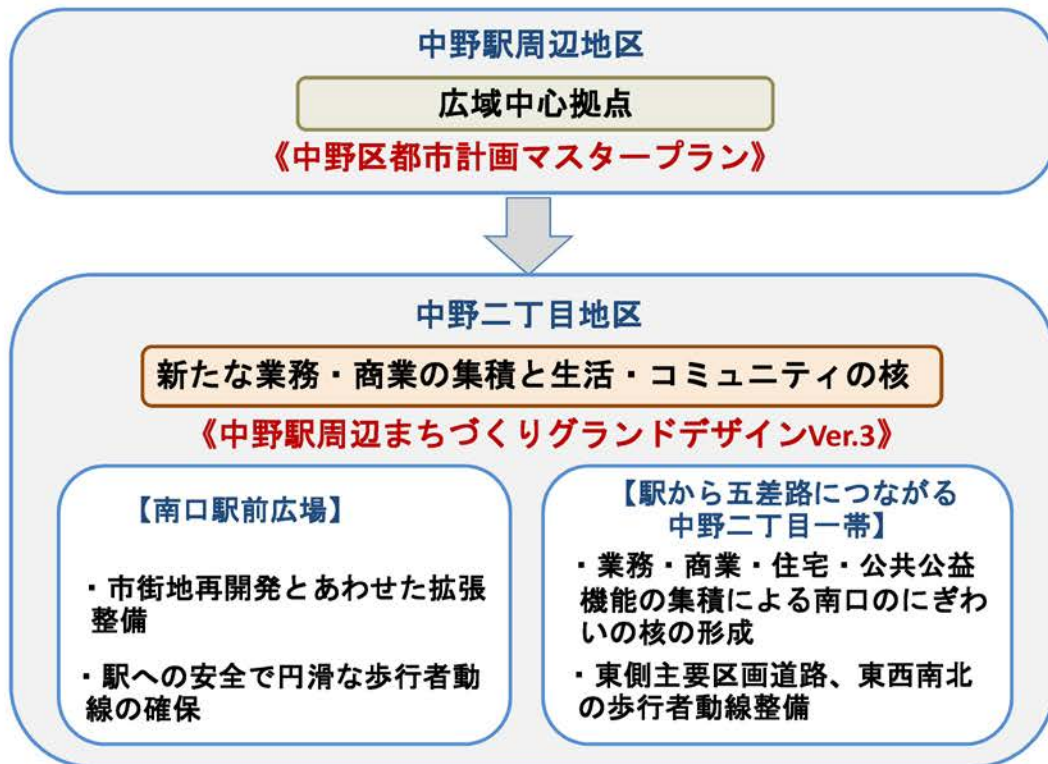 中野駅周辺地区
広域中心拠点
《中野区都市計画マスタープラン》
中野二丁目地区
新たな業務・商業の集積と生活・コミュニティの核
《中野駅周辺まちづくりグランドデザインVer.3》
【南口駅前広場】
・市街地再開発とあわせた拡張
整備
・駅への安全で円滑な歩行者動
線の確保
【駅から五差路につながる
中野二丁目一帯】
・業務・商業・住宅・公共公益
機能の集積による南口のにぎわ
いの核の形成
・東側主要区画道路、東西南北
の歩行者動線整備